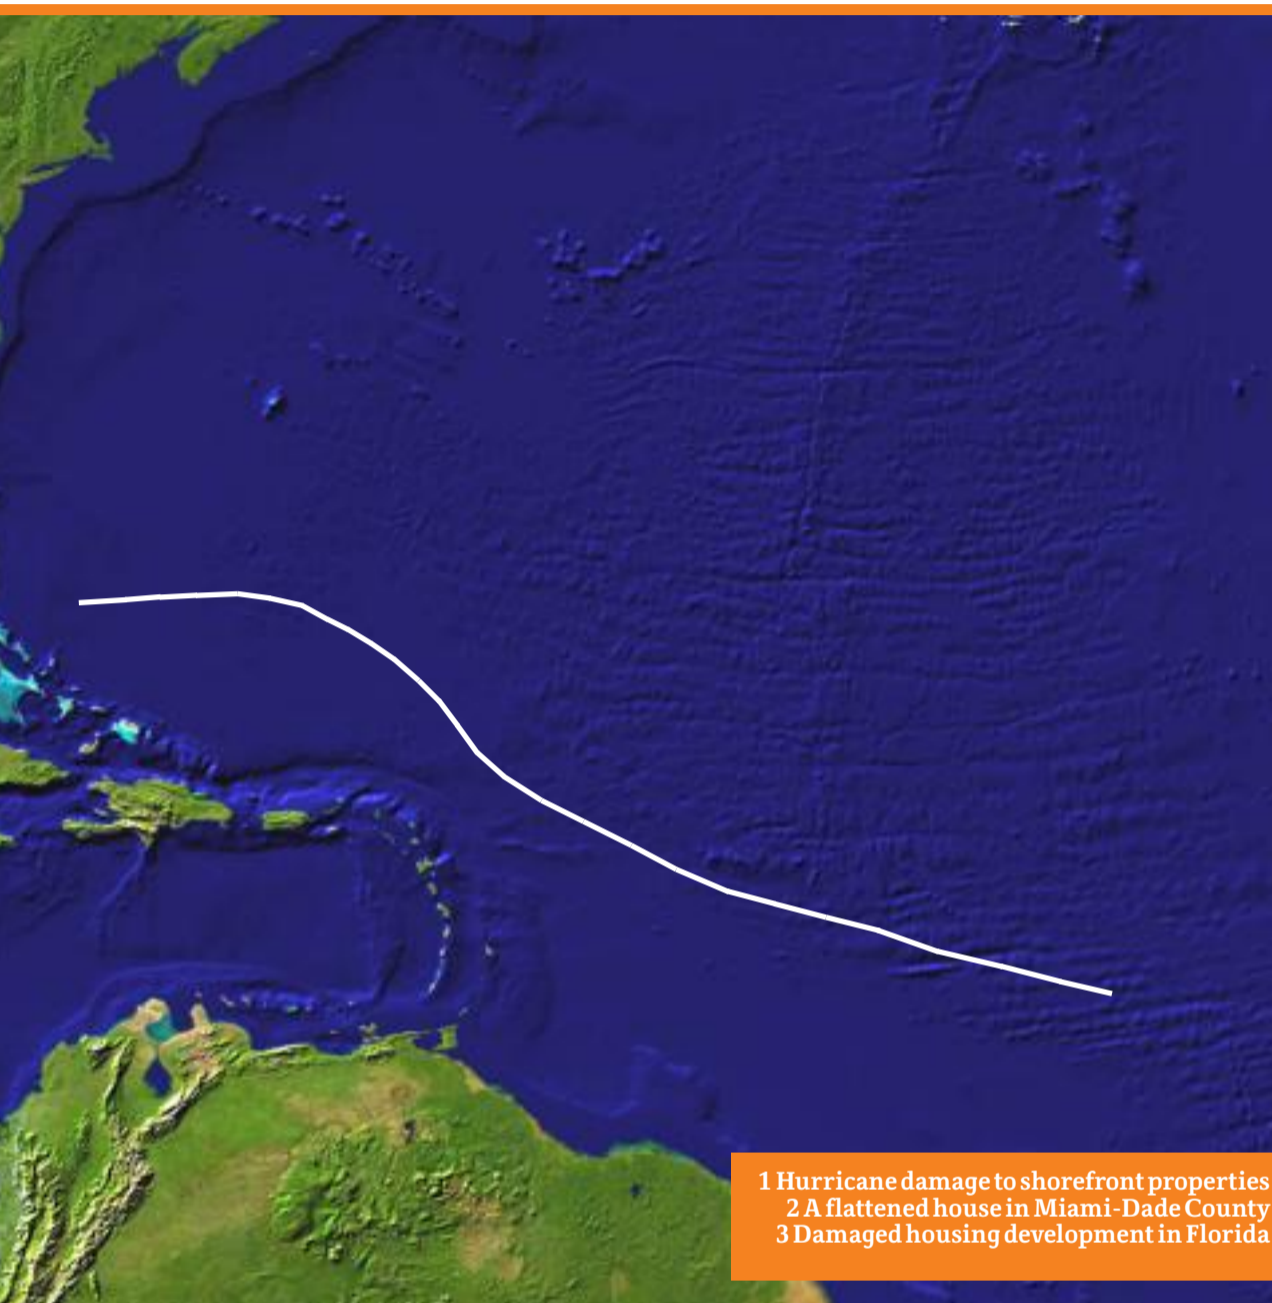 1 Hurricane damage to shorefront properties
2 A flattened house in Miami-Dade County
3 Damaged housing development in Florida